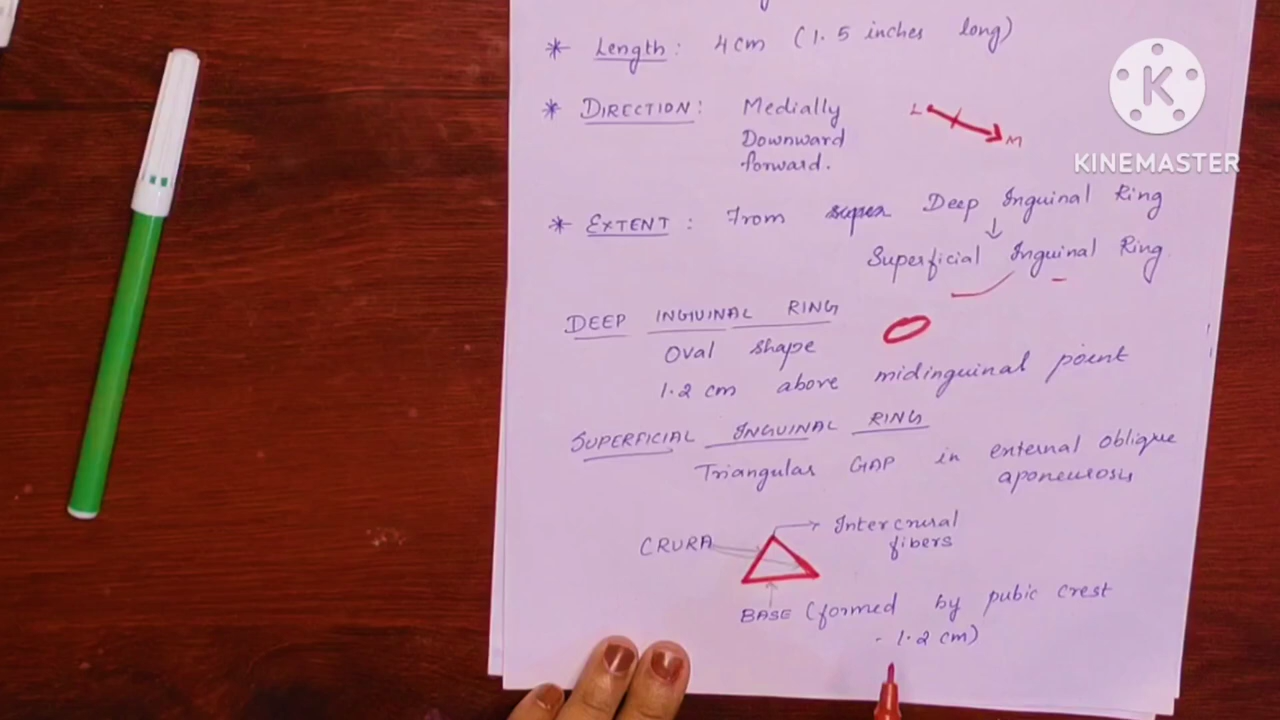 * Length: 4 cm (1.5 inches long)
* DIRECTION: Medially
L M
Downward
forward.
* EXTENT: From super Deep Inguinal Ring
↓
Superficial Inguinal Ring
DEEP INGUINAL RING
Oval shape
1.2 cm above midinguinal point
SUPERFICIAL INGUINAL RING
Triangular GAP in external oblique
aponeurosis
CRURA → Intercrural
fibers
BASE (formed by pubic crest
- 1.2 cm)
K
KINEMASTER